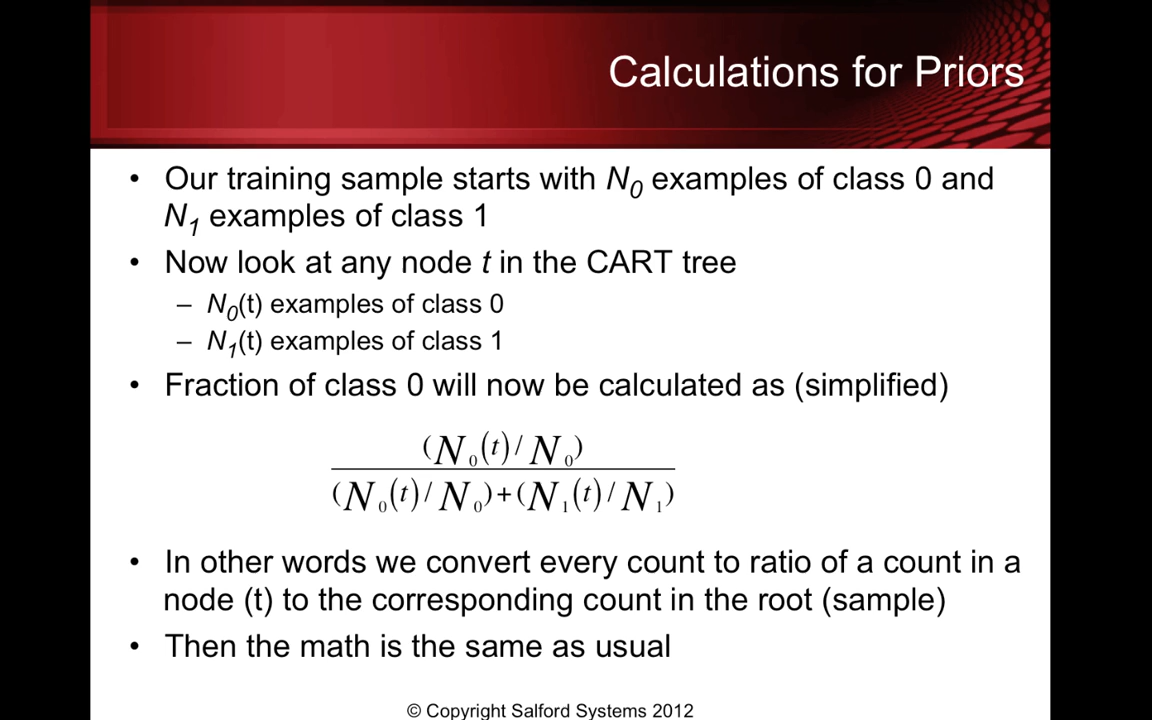 Calculations for Priors
• Our training sample starts with N0 examples of class 0 and
N1 examples of class 1
• Now look at any node t in the CART tree
– N0(t) examples of class 0
– N1(t) examples of class 1
• Fraction of class 0 will now be calculated as (simplified)
(N0(t)/N0)
(N0(t)/N0)+(N1(t)/N1)
• In other words we convert every count to ratio of a count in a
node (t) to the corresponding count in the root (sample)
• Then the math is the same as usual
© Copyright Salford Systems 2012